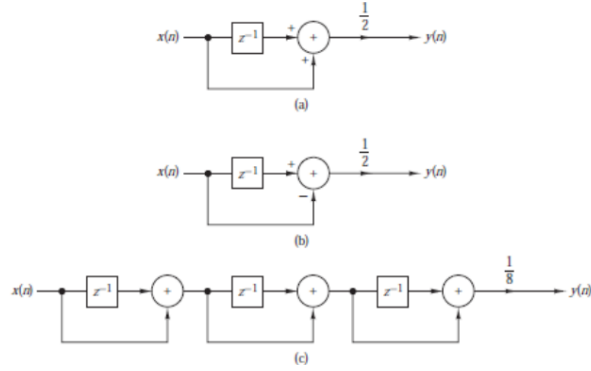 x(n) z⁻¹ + + + 1/2 y(n)
(a)
x(n) z⁻¹ + + − 1/2 y(n)
(b)
x(n) z⁻¹ + z⁻¹ + z⁻¹ + 1/8 y(n)
(c)